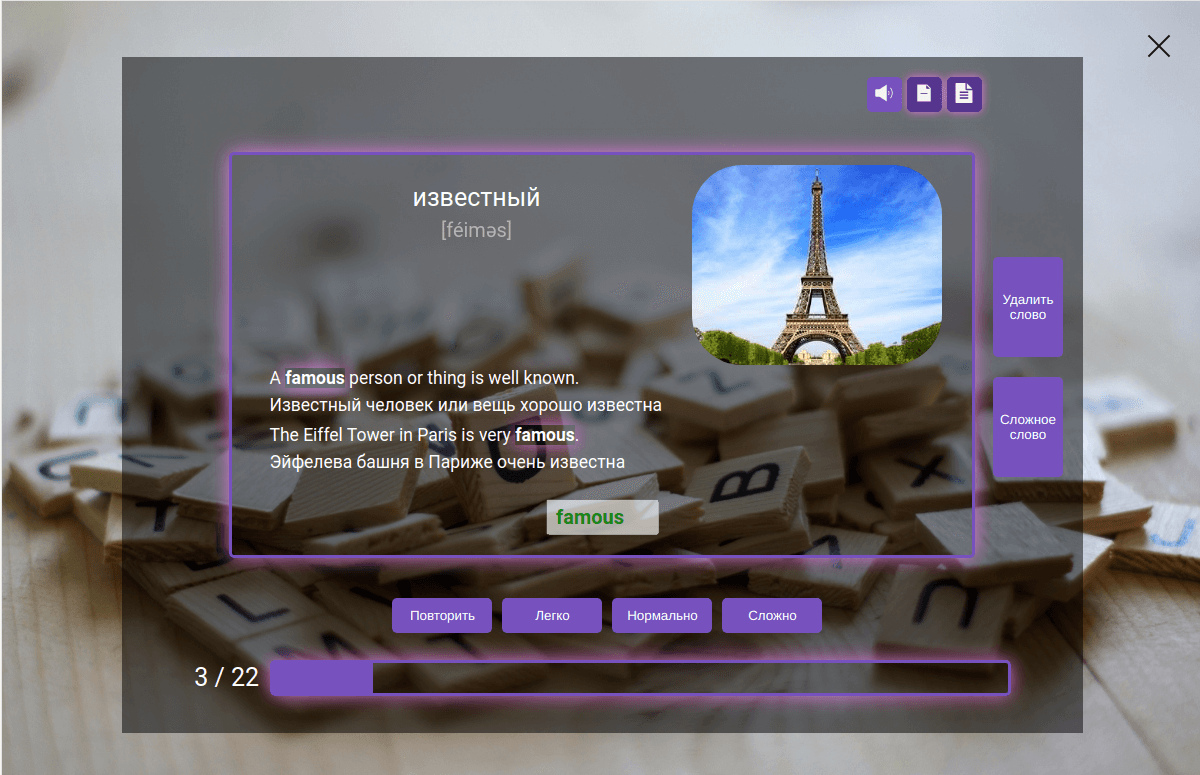 известный
[féiməs]
A famous person or thing is well known.
Известный человек или вещь хорошо известна
The Eiffel Tower in Paris is very famous.
Эйфелева башня в Париже очень известна
famous
Удалить
слово
Сложное
слово
Повторить Легко Нормально Сложно
3 / 22